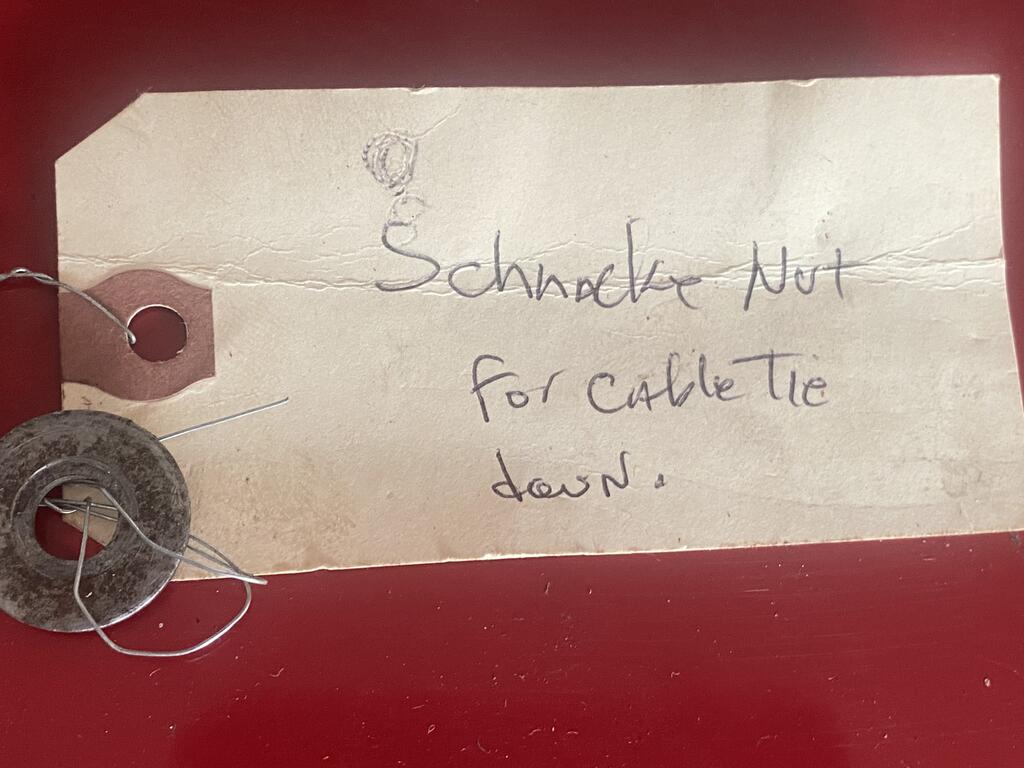 Schnacke Nut
For cable Tie
down.